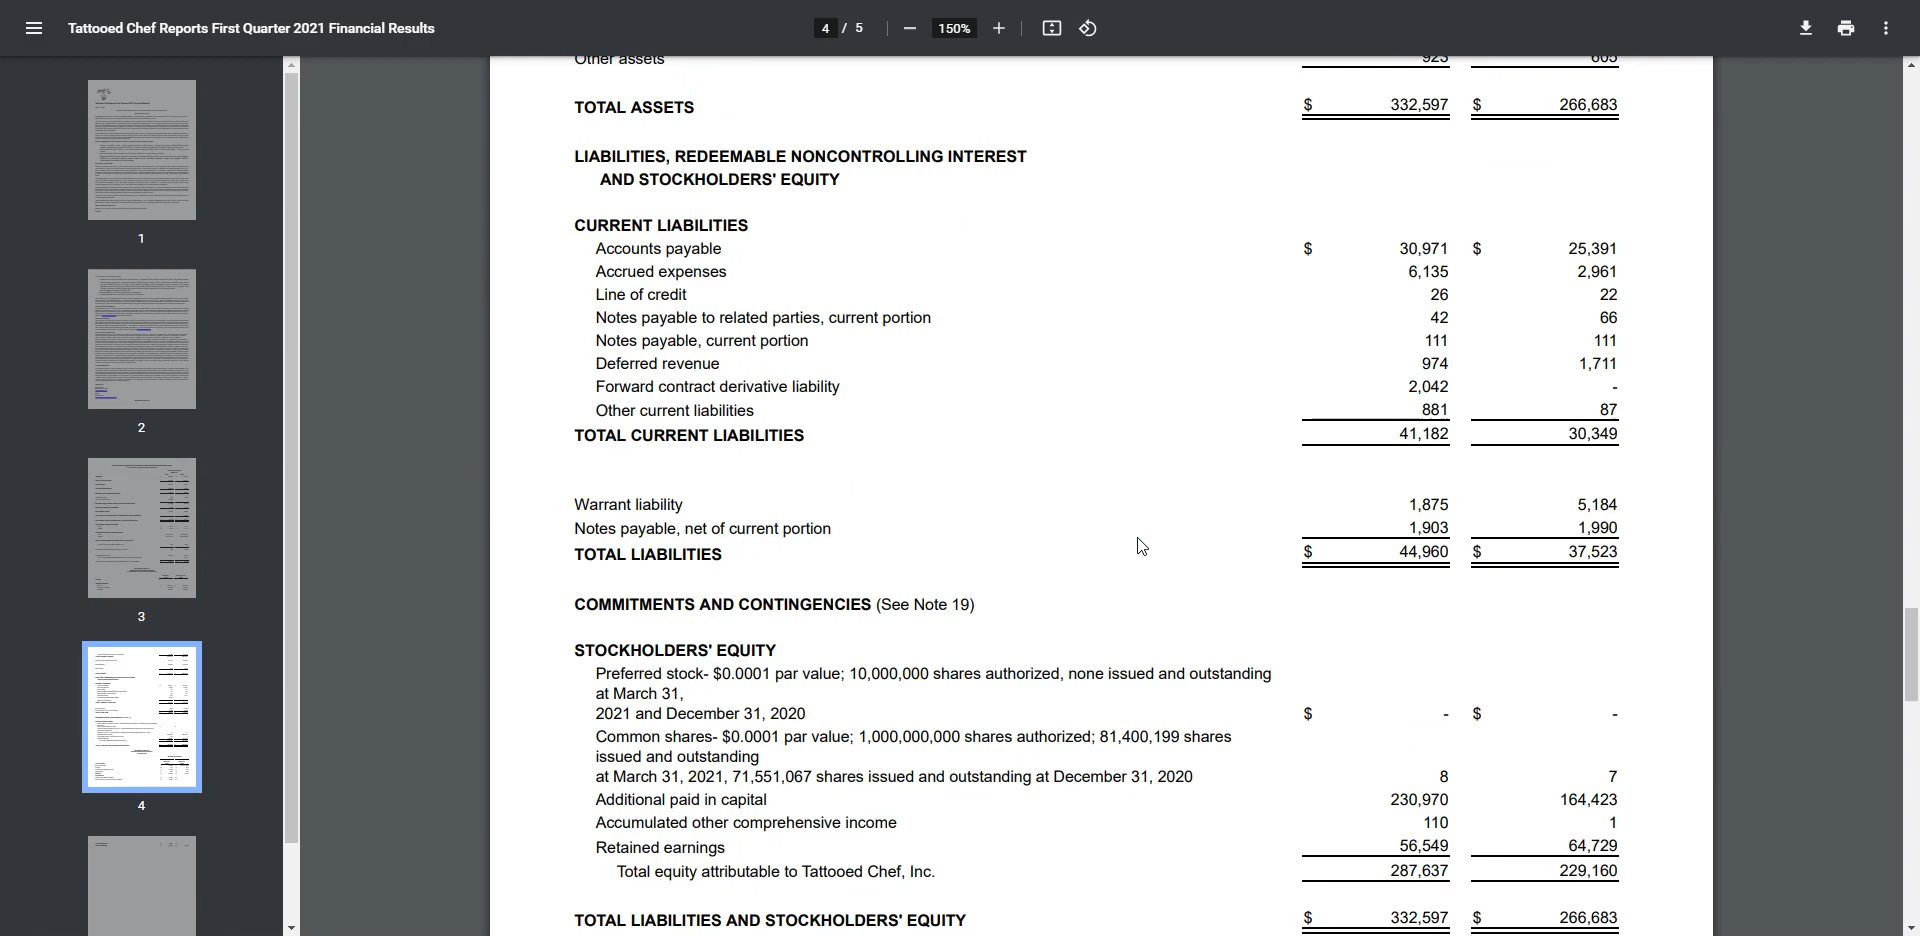 Tattooed Chef Reports First Quarter 2021 Financial Results
4 / 5
150%
1
2
3
4
Other assets 923 605
TOTAL ASSETS $ 332,597 $ 266,683
LIABILITIES, REDEEMABLE NONCONTROLLING INTEREST
AND STOCKHOLDERS' EQUITY
CURRENT LIABILITIES
Accounts payable $ 30,971 $ 25,391
Accrued expenses 6,135 2,961
Line of credit 26 22
Notes payable to related parties, current portion 42 66
Notes payable, current portion 111 111
Deferred revenue 974 1,711
Forward contract derivative liability 2,042 -
Other current liabilities 881 87
TOTAL CURRENT LIABILITIES 41,182 30,349
Warrant liability 1,875 5,184
Notes payable, net of current portion 1,903 1,990
TOTAL LIABILITIES $ 44,960 $ 37,523
COMMITMENTS AND CONTINGENCIES (See Note 19)
STOCKHOLDERS' EQUITY
Preferred stock- $0.0001 par value; 10,000,000 shares authorized, none issued and outstanding
at March 31,
2021 and December 31, 2020 $ - $ -
Common shares- $0.0001 par value; 1,000,000,000 shares authorized; 81,400,199 shares
issued and outstanding
at March 31, 2021, 71,551,067 shares issued and outstanding at December 31, 2020 8 7
Additional paid in capital 230,970 164,423
Accumulated other comprehensive income 110 1
Retained earnings 56,549 64,729
Total equity attributable to Tattooed Chef, Inc. 287,637 229,160
TOTAL LIABILITIES AND STOCKHOLDERS' EQUITY $ 332,597 $ 266,683